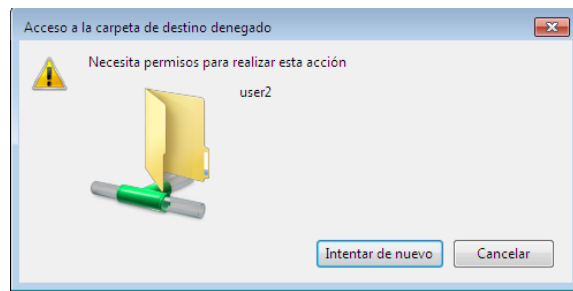 Acceso a la carpeta de destino denegado
Necesita permisos para realizar esta acción
user2
Intentar de nuevo
Cancelar